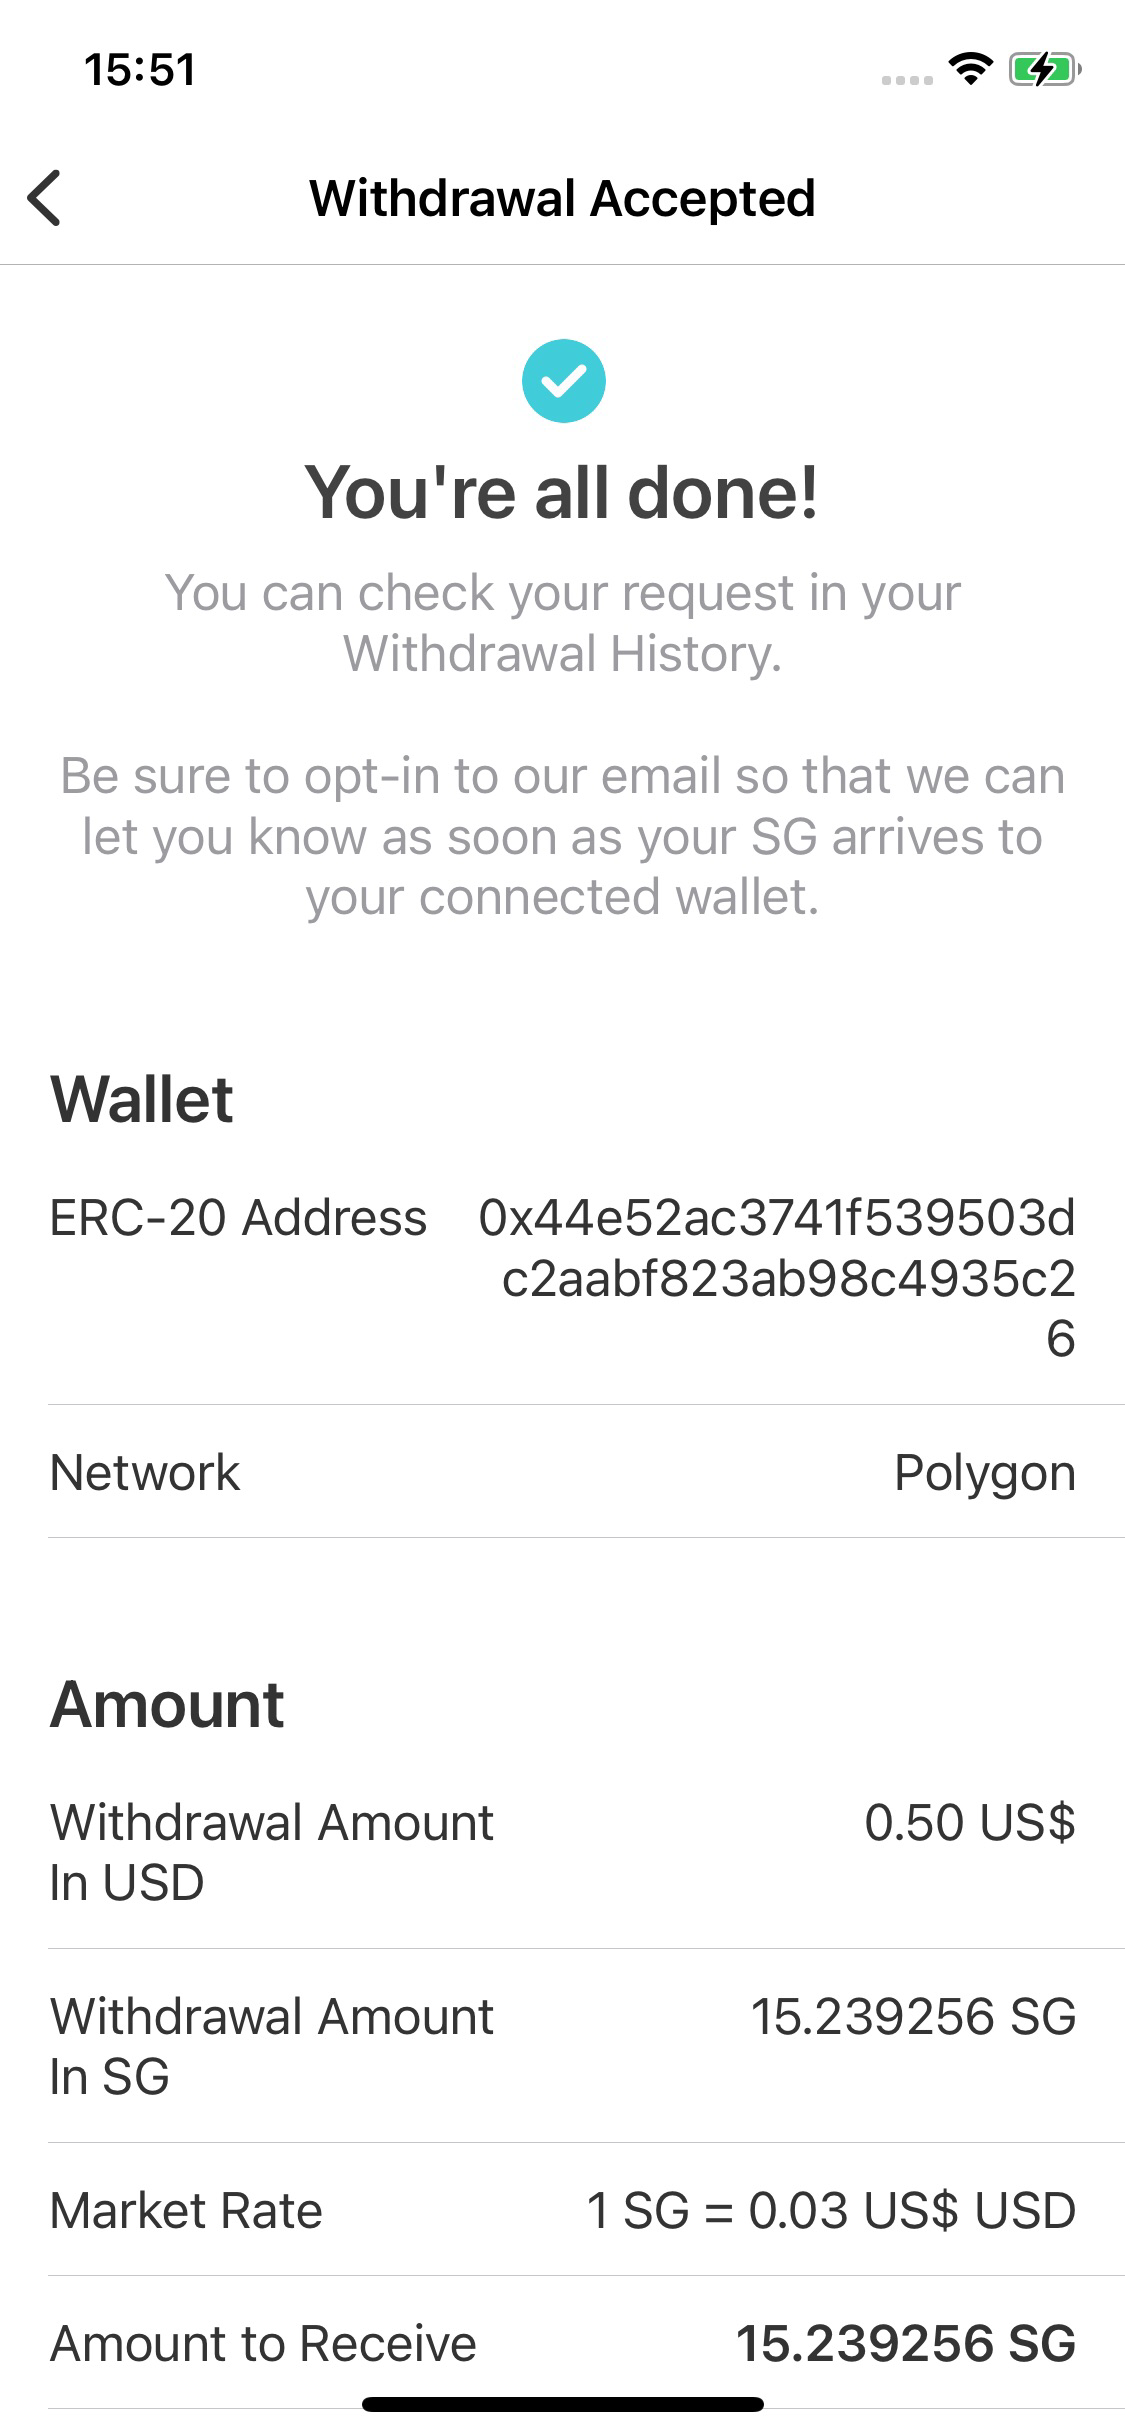 15:51
Withdrawal Accepted
You're all done!
You can check your request in your
Withdrawal History.
Be sure to opt-in to our email so that we can
let you know as soon as your SG arrives to
your connected wallet.
Wallet
ERC-20 Address 0x44e52ac3741f539503d
c2aabf823ab98c4935c2
6
Network Polygon
Amount
Withdrawal Amount 0.50 US$
In USD
Withdrawal Amount 15.239256 SG
In SG
Market Rate 1 SG = 0.03 US$ USD
Amount to Receive 15.239256 SG